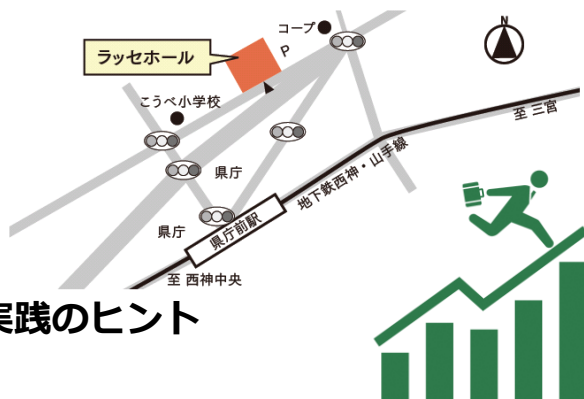 コープ
N
ラッセホール
P
こうべ小学校
至 三宮
県庁
地下鉄西神・山手線
県庁
県庁前駅
至 西神中央
実践のヒント